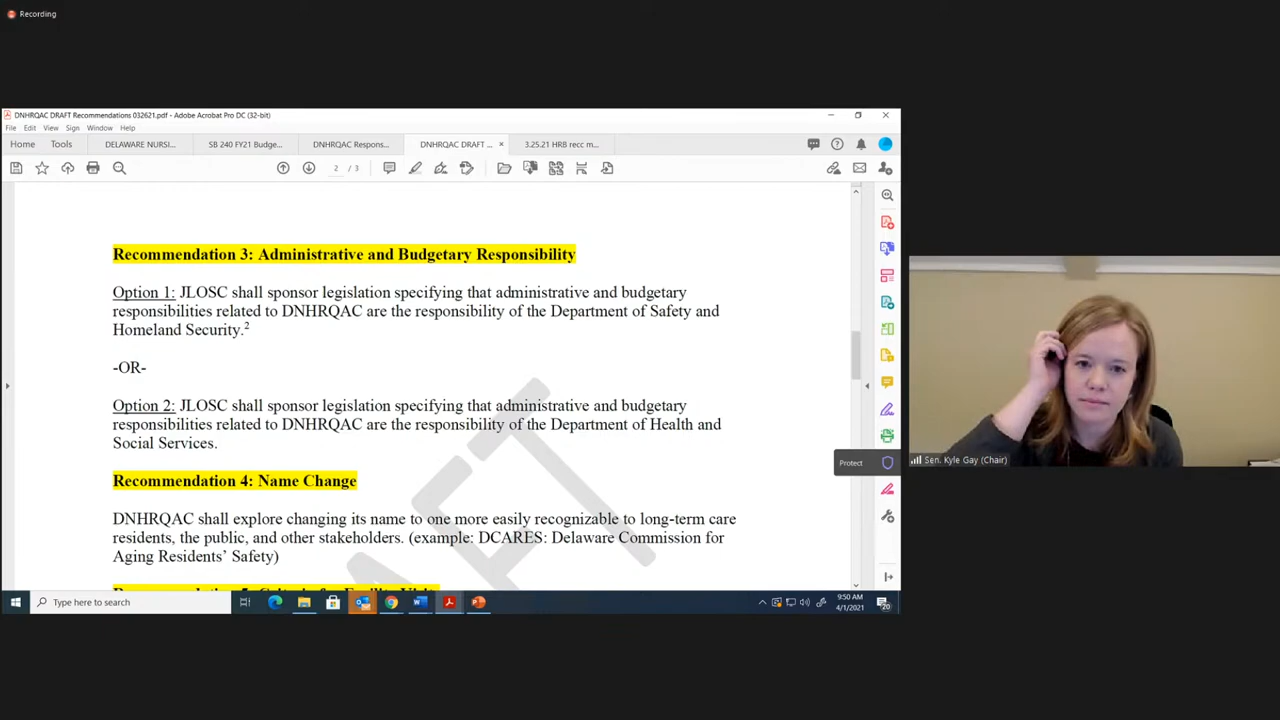 Recording
DNHRQAC DRAFT Recommendations 032621.pdf - Adobe Acrobat Pro DC (32-bit)
File Edit View Sign Window Help
Home Tools DELAWARE NURSI... SB 240 FY21 Budge... DNHRQAC Respons... DNHRQAC DRAFT ... × 3.25.21 HRB recc m...
2 / 3
Recommendation 3: Administrative and Budgetary Responsibility
Option 1: JLOSC shall sponsor legislation specifying that administrative and budgetary
responsibilities related to DNHRQAC are the responsibility of the Department of Safety and
Homeland Security.2
-OR-
Option 2: JLOSC shall sponsor legislation specifying that administrative and budgetary
responsibilities related to DNHRQAC are the responsibility of the Department of Health and
Social Services.
Protect
Sen. Kyle Gay (Chair)
Recommendation 4: Name Change
DNHRQAC shall explore changing its name to one more easily recognizable to long-term care
residents, the public, and other stakeholders. (example: DCARES: Delaware Commission for
Aging Residents' Safety)
Type here to search
9:50 AM
4/1/2021
20